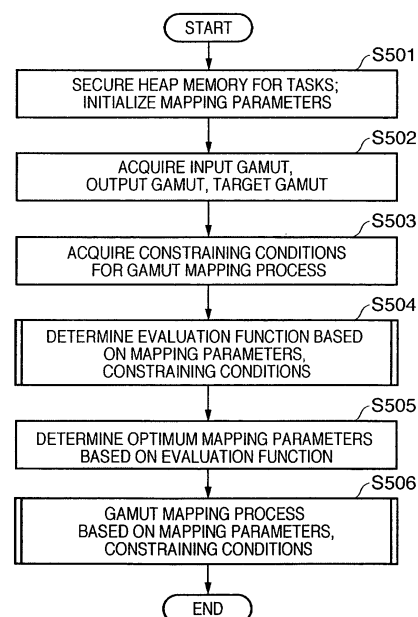 START
S501
SECURE HEAP MEMORY FOR TASKS;
INITIALIZE MAPPING PARAMETERS
S502
ACQUIRE INPUT GAMUT,
OUTPUT GAMUT, TARGET GAMUT
S503
ACQUIRE CONSTRAINING CONDITIONS
FOR GAMUT MAPPING PROCESS
S504
DETERMINE EVALUATION FUNCTION BASED
ON MAPPING PARAMETERS,
CONSTRAINING CONDITIONS
S505
DETERMINE OPTIMUM MAPPING PARAMETERS
BASED ON EVALUATION FUNCTION
S506
GAMUT MAPPING PROCESS
BASED ON MAPPING PARAMETERS,
CONSTRAINING CONDITIONS
END